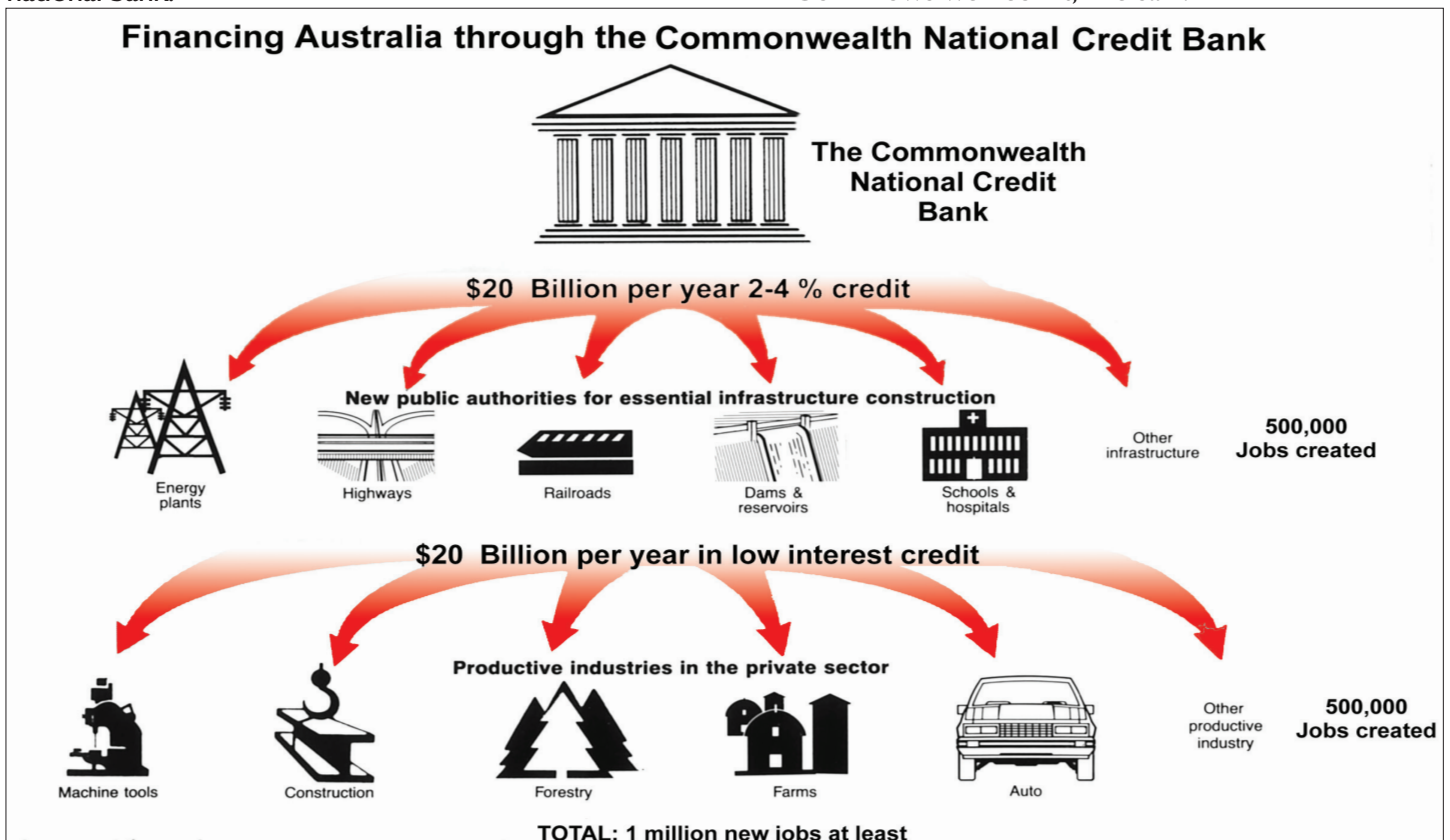 Financing Australia through the Commonwealth National Credit Bank
The Commonwealth
National Credit
Bank
$20 Billion per year 2-4 % credit
New public authorities for essential infrastructure construction
Energy
plants
Highways
Railroads
Dams &
reservoirs
Schools &
hospitals
Other
infrastructure
500,000
Jobs created
$20 Billion per year in low interest credit
Productive industries in the private sector
Machine tools
Construction
Forestry
Farms
Auto
Other
productive
industry
500,000
Jobs created
TOTAL: 1 million new jobs at least